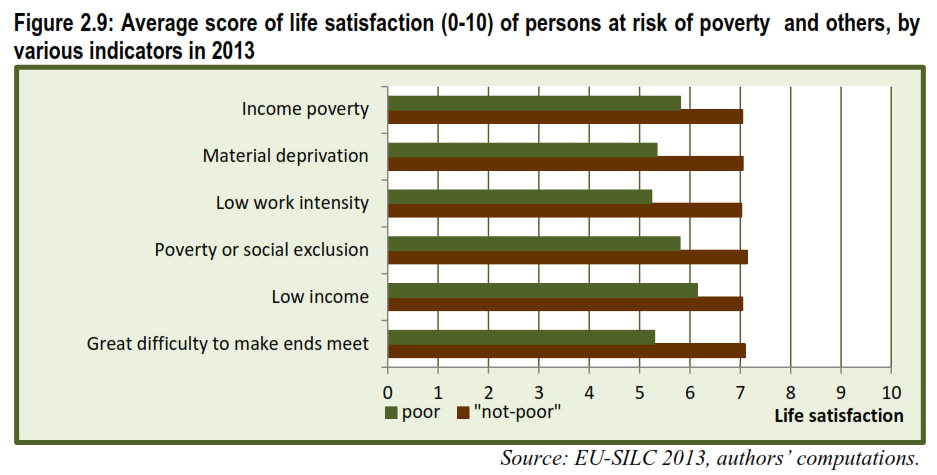 Figure 2.9: Average score of life satisfaction (0-10) of persons at risk of poverty and others, by
various indicators in 2013
Income poverty
Material deprivation
Low work intensity
Poverty or social exclusion
Low income
Great difficulty to make ends meet
0 1 2 3 4 5 6 7 8 9 10
poor "not-poor" Life satisfaction
Source: EU-SILC 2013, authors’ computations.